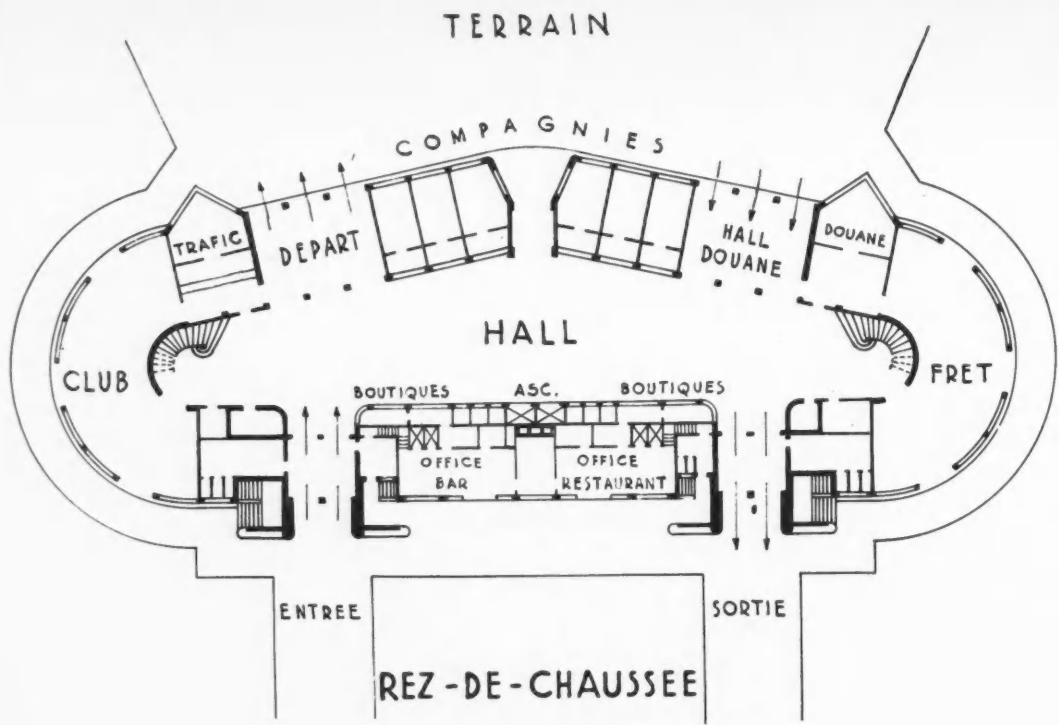 TERRAIN
COMPAGNIES
TRAFIC
DEPART
HALL
DOUANE
DOUANE
HALL
CLUB
FRET
BOUTIQUES
ASC.
BOUTIQUES
OFFICE
BAR
OFFICE
RESTAURANT
ENTREE
SORTIE
REZ-DE-CHAUSSEE